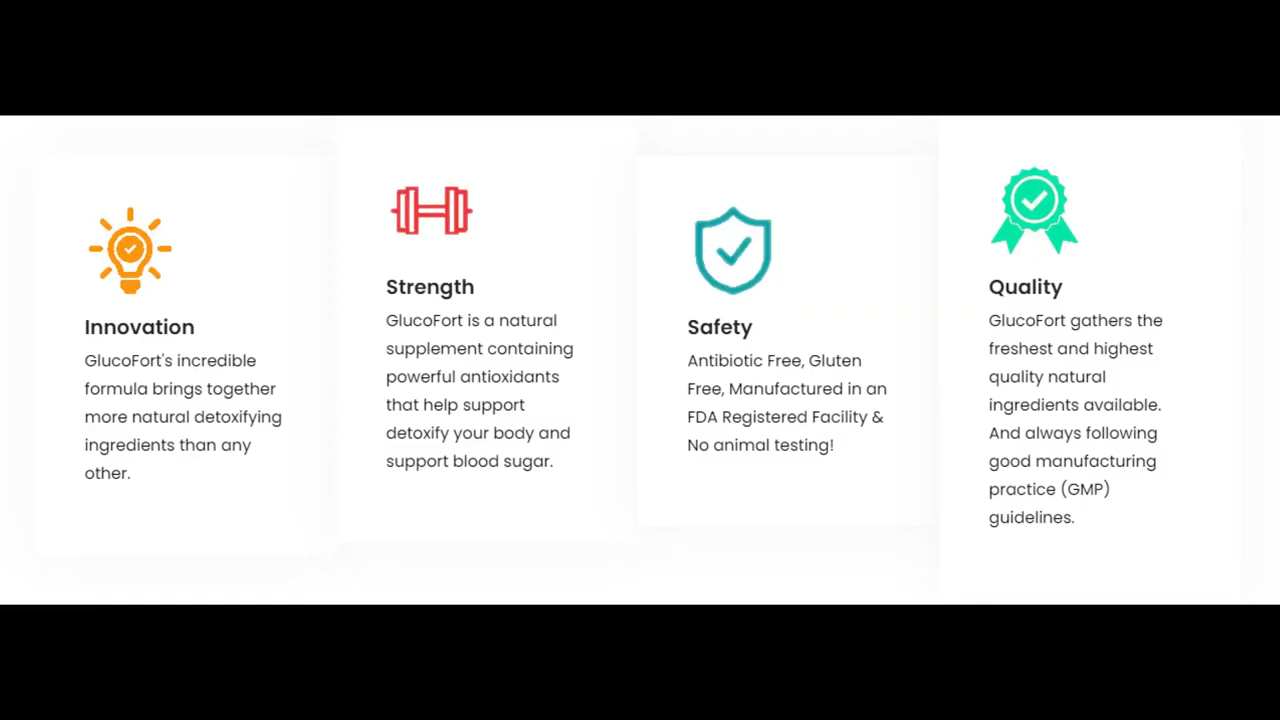 Innovation
GlucoFort's incredible
formula brings together
more natural detoxifying
ingredients than any
other.
Strength
GlucoFort is a natural
supplement containing
powerful antioxidants
that help support
detoxify your body and
support blood sugar.
Safety
Antibiotic Free, Gluten
Free, Manufactured in an
FDA Registered Facility &
No animal testing!
Quality
GlucoFort gathers the
freshest and highest
quality natural
ingredients available.
And always following
good manufacturing
practice (GMP)
guidelines.